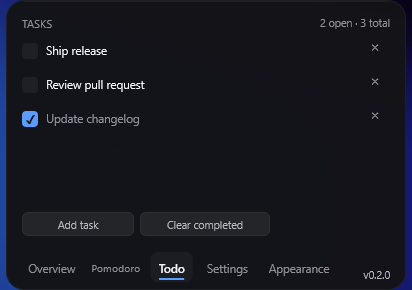 TASKS 2 open · 3 total
Ship release ✕
Review pull request ✕
Update changelog ✕
Add task Clear completed
Overview Pomodoro Todo Settings Appearance v0.2.0